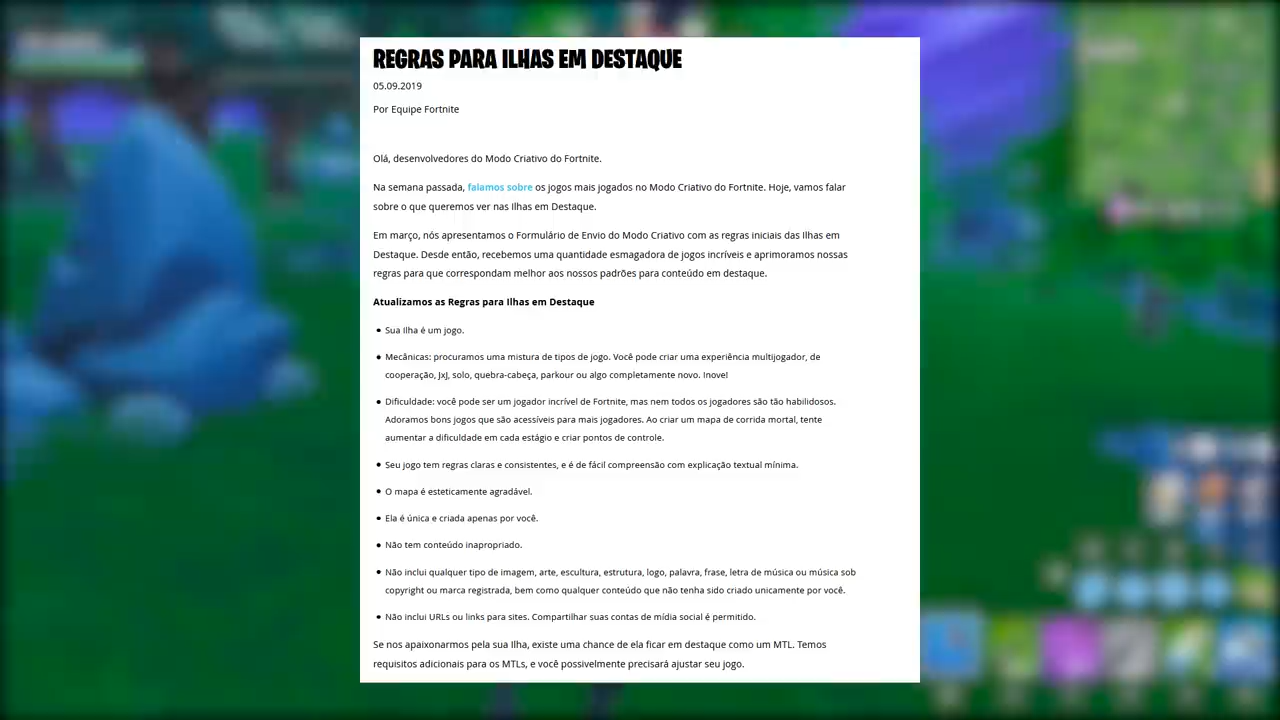 REGRAS PARA ILHAS EM DESTAQUE
05.09.2019
Por Equipe Fortnite
Olá, desenvolvedores do Modo Criativo do Fortnite.
Na semana passada, falamos sobre os jogos mais jogados no Modo Criativo do Fortnite. Hoje, vamos falar
sobre o que queremos ver nas Ilhas em Destaque.
Em março, nós apresentamos o Formulário de Envio do Modo Criativo com as regras iniciais das Ilhas em
Destaque. Desde então, recebemos uma quantidade esmagadora de jogos incríveis e aprimoramos nossas
regras para que correspondam melhor aos nossos padrões para conteúdo em destaque.
Atualizamos as Regras para Ilhas em Destaque
• Sua Ilha é um jogo.
• Mecânicas: procuramos uma mistura de tipos de jogo. Você pode criar uma experiência multijogador, de
cooperação, JxJ, solo, quebra-cabeça, parkour ou algo completamente novo. Inove!
• Dificuldade: você pode ser um jogador incrível de Fortnite, mas nem todos os jogadores são tão habilidosos.
Adoramos bons jogos que são acessíveis para mais jogadores. Ao criar um mapa de corrida mortal, tente
aumentar a dificuldade em cada estágio e criar pontos de controle.
• Seu jogo tem regras claras e consistentes, e é de fácil compreensão com explicação textual mínima.
• O mapa é esteticamente agradável.
• Ela é única e criada apenas por você.
• Não tem conteúdo inapropriado.
• Não inclui qualquer tipo de imagem, arte, escultura, estrutura, logo, palavra, frase, letra de música ou música sob
copyright ou marca registrada, bem como qualquer conteúdo que não tenha sido criado unicamente por você.
• Não inclui URLs ou links para sites. Compartilhar suas contas de mídia social é permitido.
Se nos apaixonarmos pela sua Ilha, existe uma chance de ela ficar em destaque como um MTL. Temos
requisitos adicionais para os MTLs, e você possivelmente precisará ajustar seu jogo.